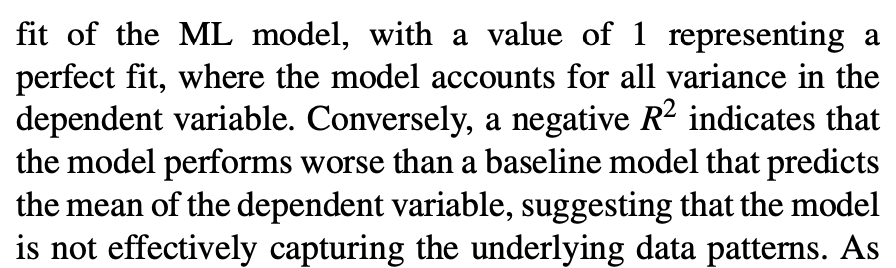 fit of the ML model, with a value of 1 representing a
perfect fit, where the model accounts for all variance in the
dependent variable. Conversely, a negative R² indicates that
the model performs worse than a baseline model that predicts
the mean of the dependent variable, suggesting that the model
is not effectively capturing the underlying data patterns. As